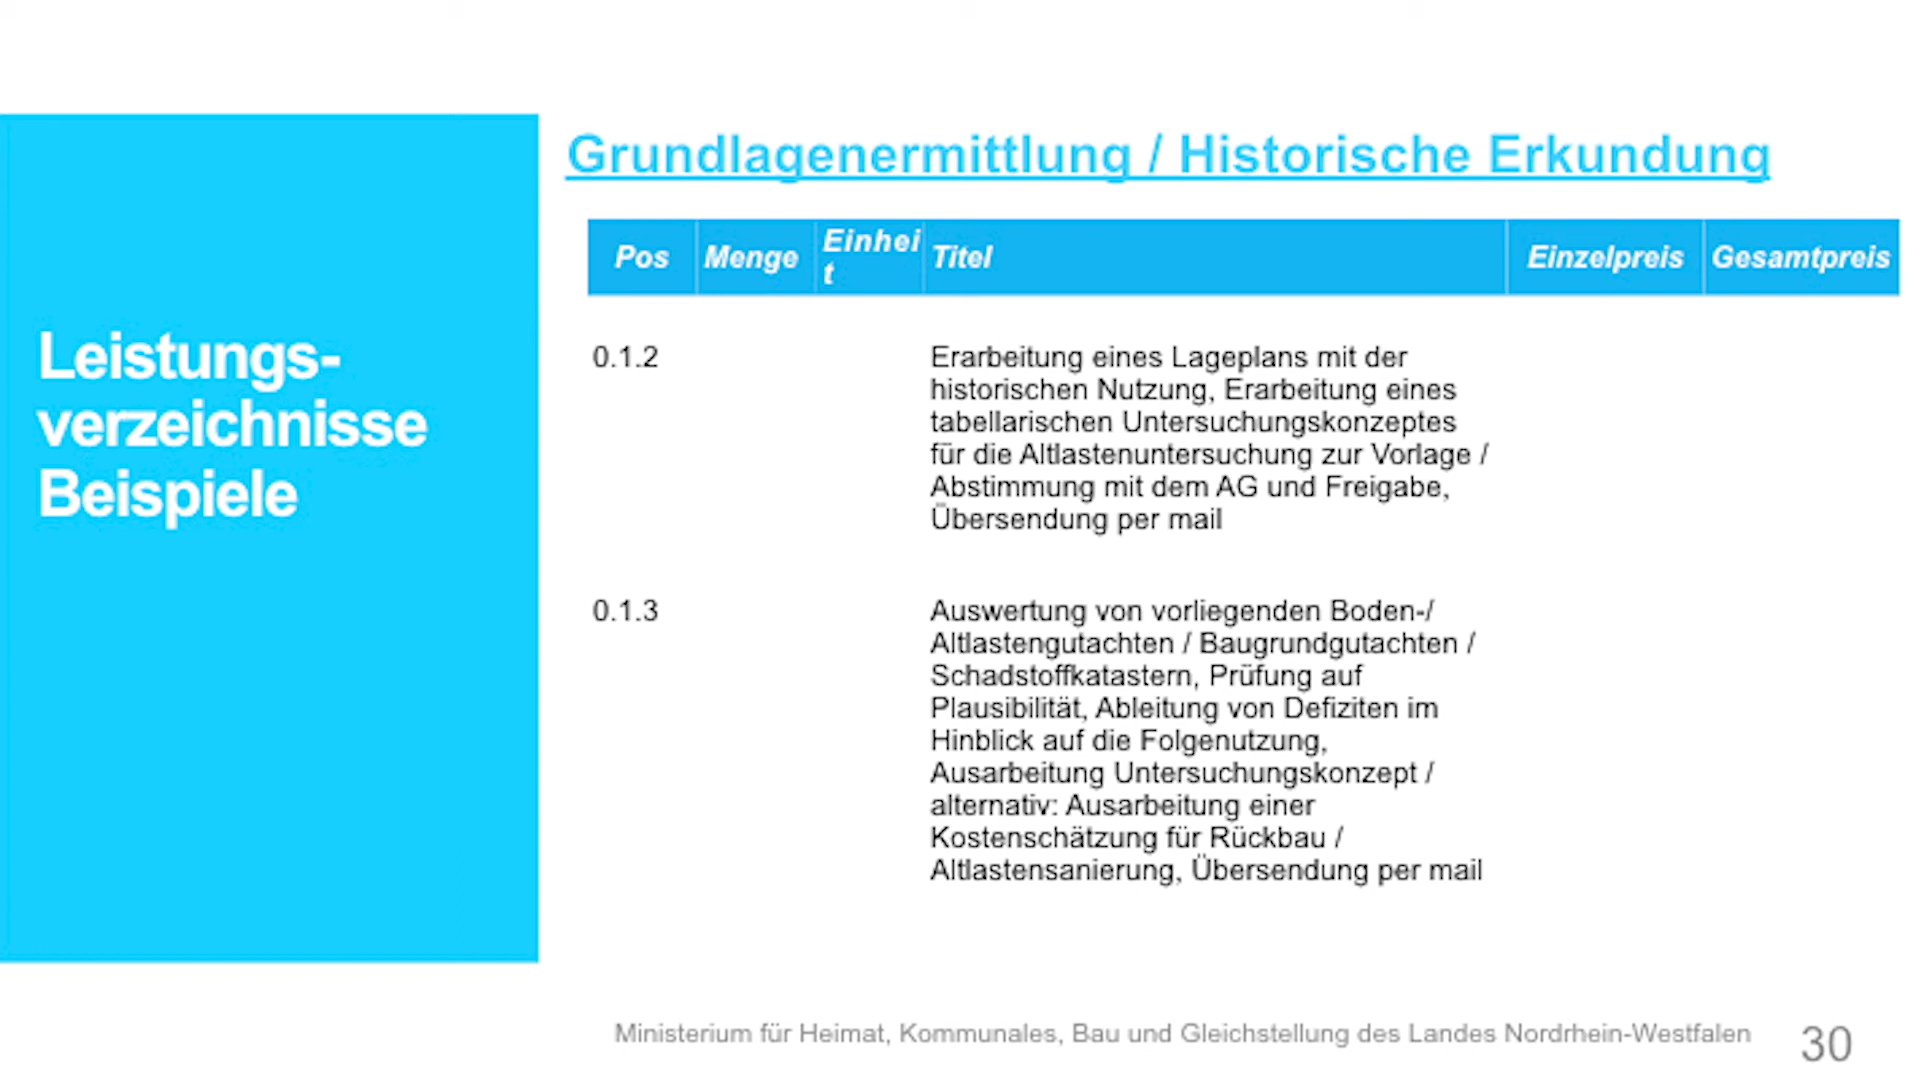 Leistungs-
verzeichnisse
Beispiele
Grundlagenermittlung / Historische Erkundung
Pos Menge Einhei
t Titel Einzelpreis Gesamtpreis
0.1.2 Erarbeitung eines Lageplans mit der
historischen Nutzung, Erarbeitung eines
tabellarischen Untersuchungskonzeptes
für die Altlastenuntersuchung zur Vorlage /
Abstimmung mit dem AG und Freigabe,
Übersendung per mail
0.1.3 Auswertung von vorliegenden Boden-/
Altlastengutachten / Baugrundgutachten /
Schadstoffkatastern, Prüfung auf
Plausibilität, Ableitung von Defiziten im
Hinblick auf die Folgenutzung,
Ausarbeitung Untersuchungskonzept /
alternativ: Ausarbeitung einer
Kostenschätzung für Rückbau /
Altlastensanierung, Übersendung per mail
Ministerium für Heimat, Kommunales, Bau und Gleichstellung des Landes Nordrhein-Westfalen 30